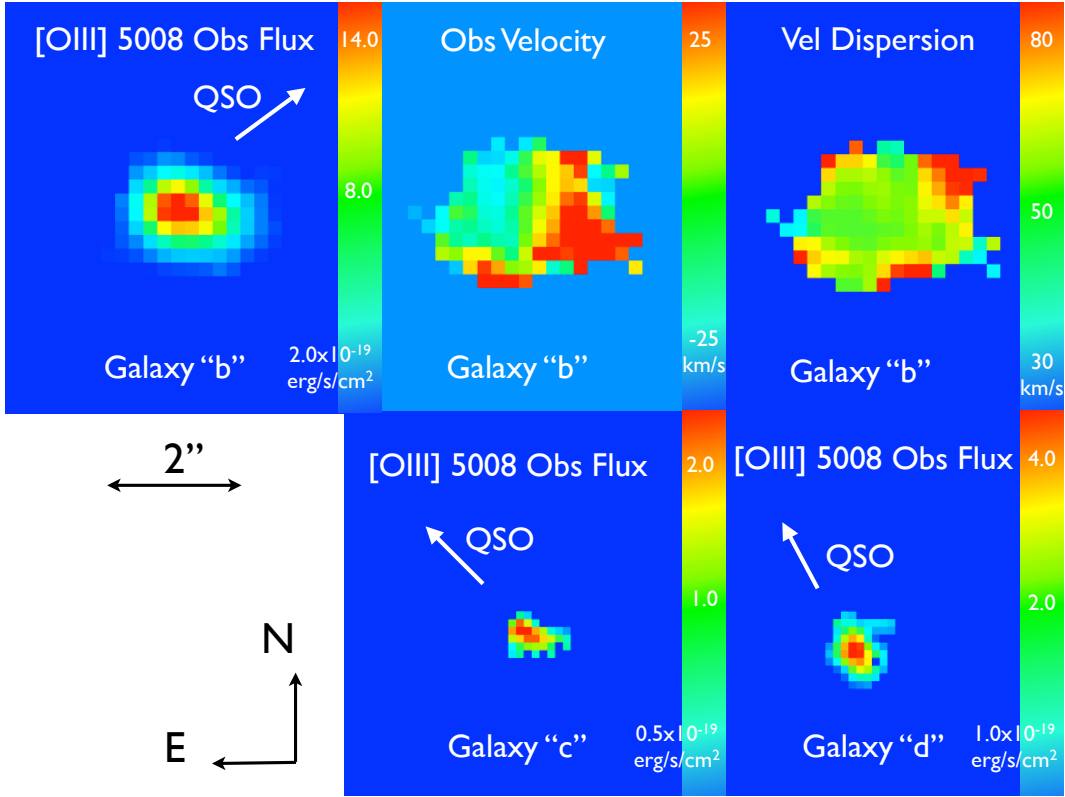 [OIII] 5008 Obs Flux
14.0
QSO
8.0
Galaxy “b”
2.0x10⁻¹⁹
erg/s/cm²
Obs Velocity
25
-25
km/s
Galaxy “b”
Vel Dispersion
80
50
30
km/s
Galaxy “b”
2”
N
E
[OIII] 5008 Obs Flux
2.0
QSO
1.0
Galaxy “c”
0.5x10⁻¹⁹
erg/s/cm²
[OIII] 5008 Obs Flux
4.0
QSO
2.0
Galaxy “d”
1.0x10⁻¹⁹
erg/s/cm²